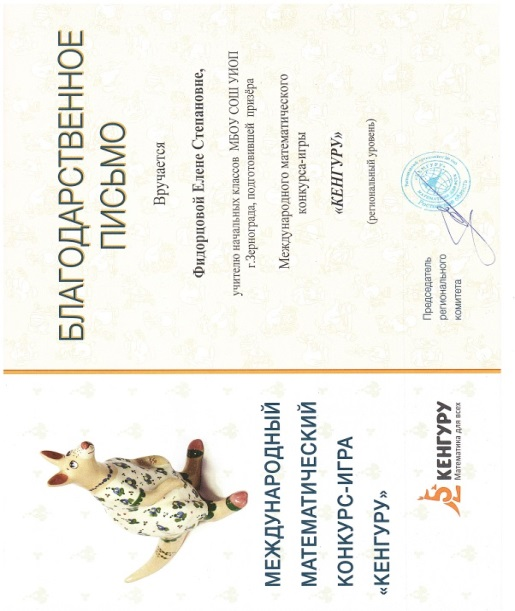 БЛАГОДАРСТВЕННОЕ
ПИСЬМО
Вручается
Фидорцовой Елене Степановне,
учителю начальных классов МБОУ СОШ УИОП
г.Зернограда, подготовившей призёра
Международного математического
конкурса-игры
«КЕНГУРУ»
(региональный уровень)
Председатель
регионального
комитета
МЕЖДУНАРОДНЫЙ
МАТЕМАТИЧЕСКИЙ
КОНКУРС-ИГРА
«КЕНГУРУ»
КЕНГУРУ
Математика для всех